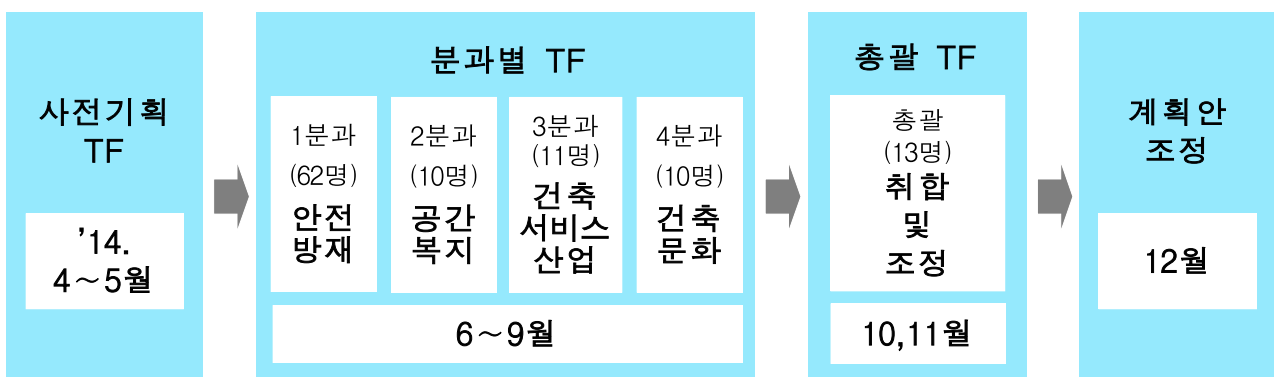 사전기획
TF
’14.
4～5월
분과별 TF
1분과
(62명)
안전
방재
2분과
(10명)
공간
복지
3분과
(11명)
건축
서비스
산업
4분과
(10명)
건축
문화
6～9월
총괄 TF
총괄
(13명)
취합
및
조정
10,11월
계획안
조정
12월